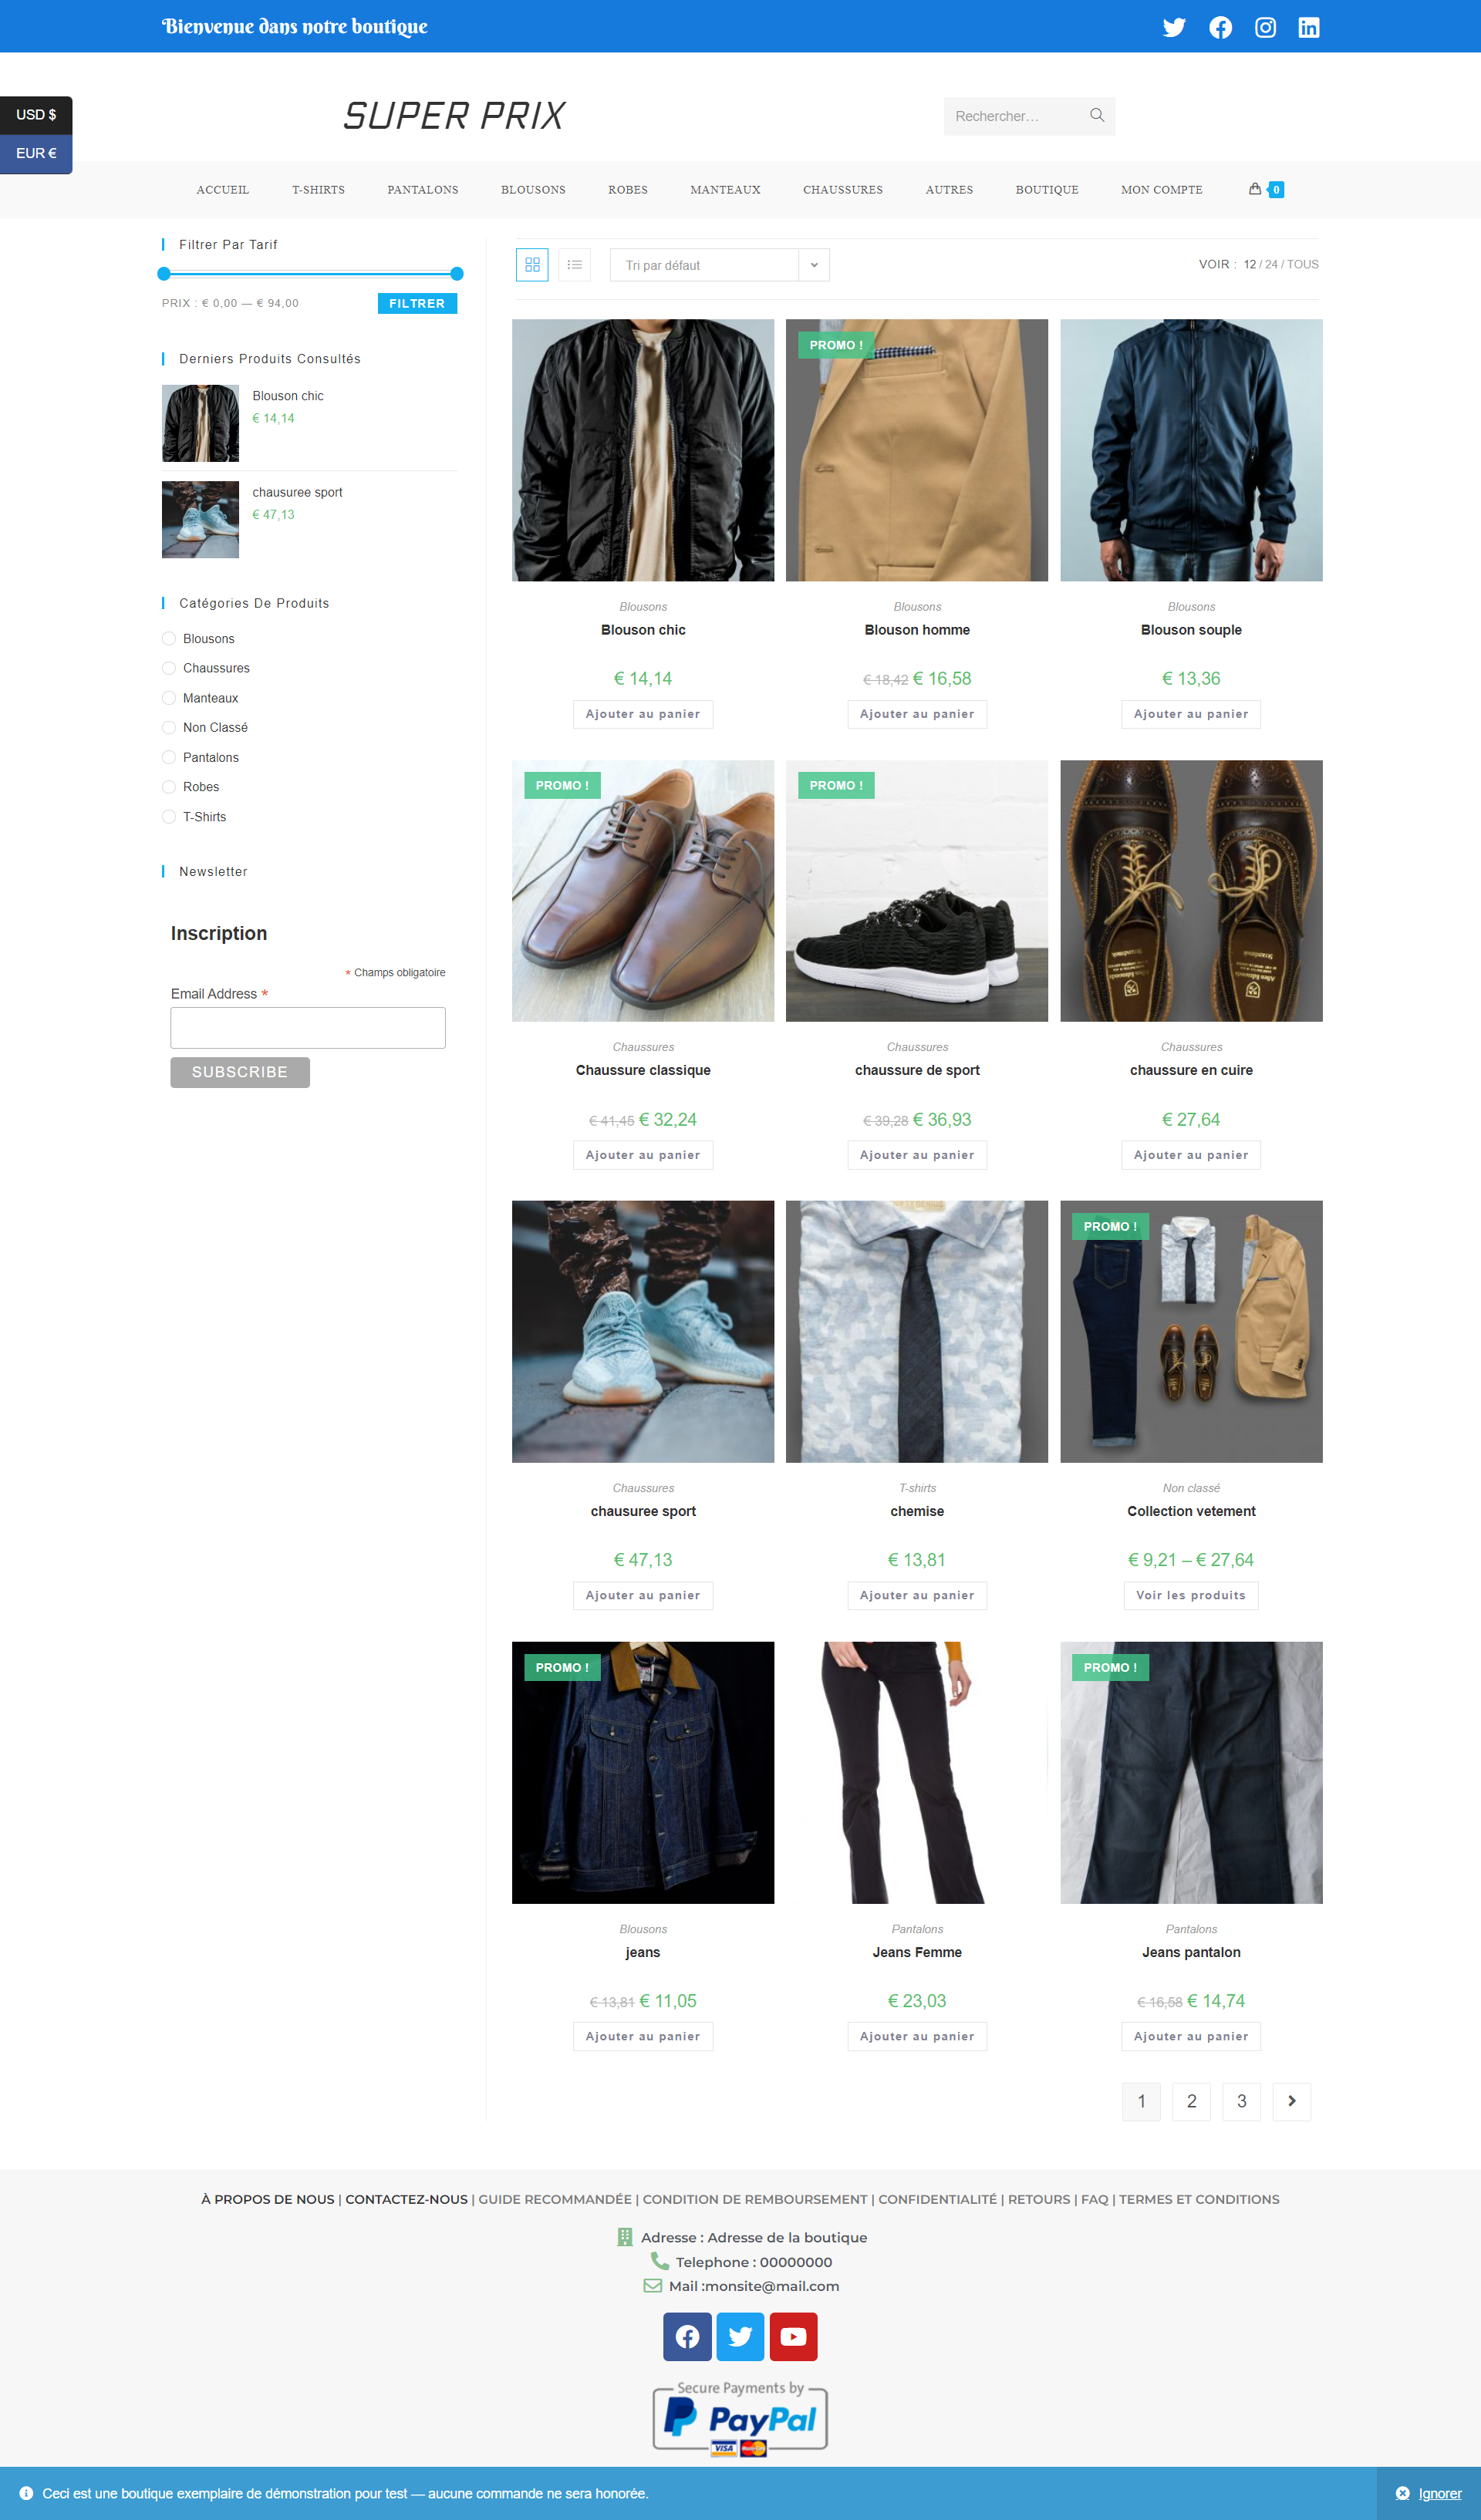 Bienvenue dans notre boutique
USD $
EUR €
SUPER PRIX
Rechercher...
ACCUEIL T-SHIRTS PANTALONS BLOUSONS ROBES MANTEAUX CHAUSSURES AUTRES BOUTIQUE MON COMPTE 0
Filtrer Par Tarif
PRIX : € 0,00 — € 94,00 FILTRER
Derniers Produits Consultés
Blouson chic
€ 14,14
chausuree sport
€ 47,13
Catégories De Produits
Blousons
Chaussures
Manteaux
Non Classé
Pantalons
Robes
T-Shirts
Newsletter
Inscription
* Champs obligatoire
Email Address *
SUBSCRIBE
Tri par défaut
VOIR : 12 / 24 / TOUS
PROMO !
Blousons Blousons Blousons
Blouson chic Blouson homme Blouson souple
€ 14,14 € 18,42 € 16,58 € 13,36
Ajouter au panier Ajouter au panier Ajouter au panier
PROMO ! PROMO !
Chaussures Chaussures Chaussures
Chaussure classique chaussure de sport chaussure en cuire
€ 41,45 € 32,24 € 39,28 € 36,93 € 27,64
Ajouter au panier Ajouter au panier Ajouter au panier
PROMO !
Chaussures T-shirts Non classé
chausuree sport chemise Collection vetement
€ 47,13 € 13,81 € 9,21 – € 27,64
Ajouter au panier Ajouter au panier Voir les produits
PROMO ! PROMO !
Blousons Pantalons Pantalons
jeans Jeans Femme Jeans pantalon
€ 13,81 € 11,05 € 23,03 € 16,58 € 14,74
Ajouter au panier Ajouter au panier Ajouter au panier
1 2 3
À PROPOS DE NOUS | CONTACTEZ-NOUS | GUIDE RECOMMANDÉE | CONDITION DE REMBOURSEMENT | CONFIDENTIALITÉ | RETOURS | FAQ | TERMES ET CONDITIONS
Adresse : Adresse de la boutique
Telephone : 00000000
Mail :monsite@mail.com
Secure Payments by
PayPal
VISA MasterCard
Ceci est une boutique exemplaire de démonstration pour test — aucune commande ne sera honorée. Ignorer